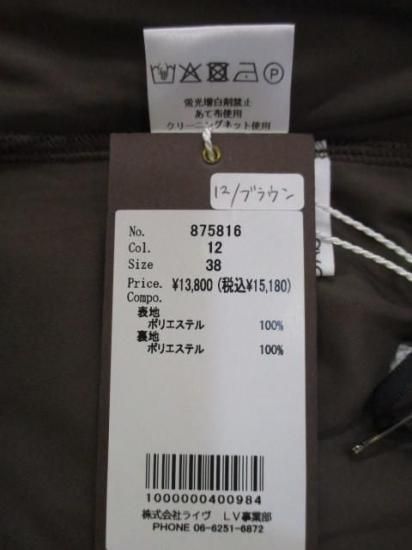 P
蛍光増白剤禁止
あて布使用
クリーニングネット使用
12/ブラウン
No. 875816
Col. 12
Size 38
Price. ¥13,800(税込¥15,180)
Compo.
表地
ポリエステル 100%
裏地
ポリエステル 100%
1000000400984
株式会社ライヴ LV事業部
PHONE 06-6251-6872